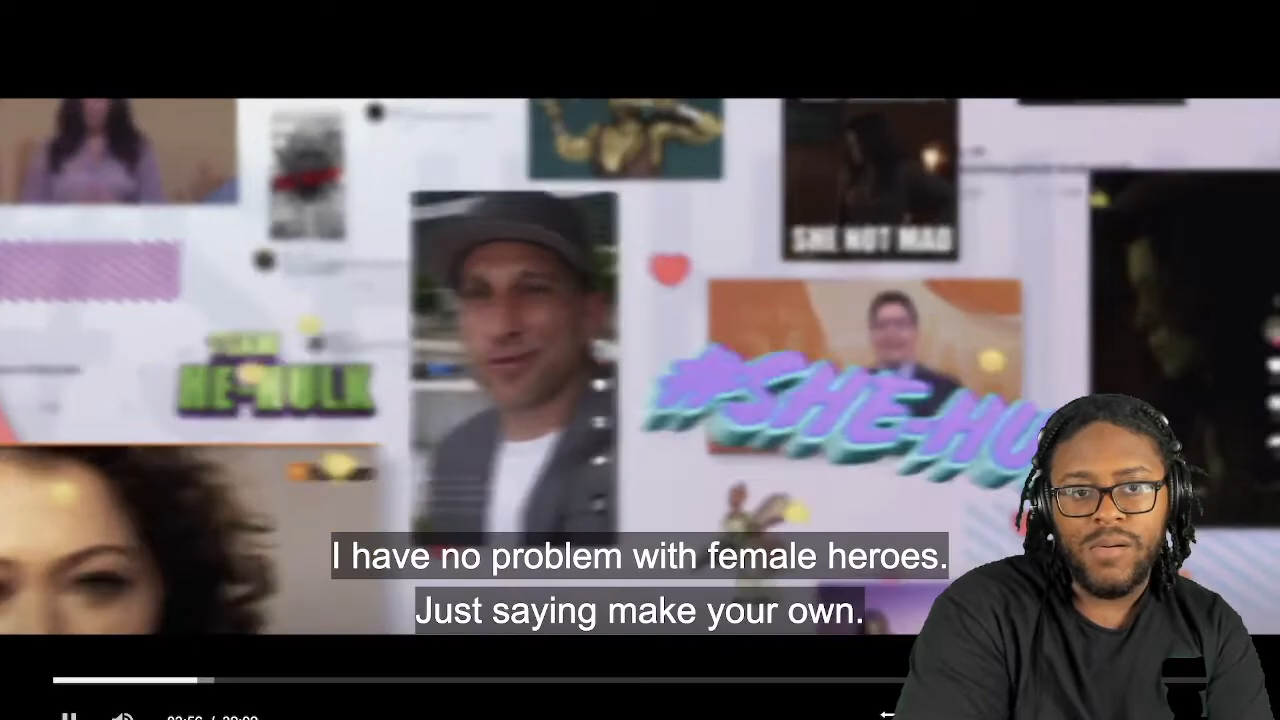 SHE NOT MAD
HE-HULK
#SHE-HU
I have no problem with female heroes.
Just saying make your own.